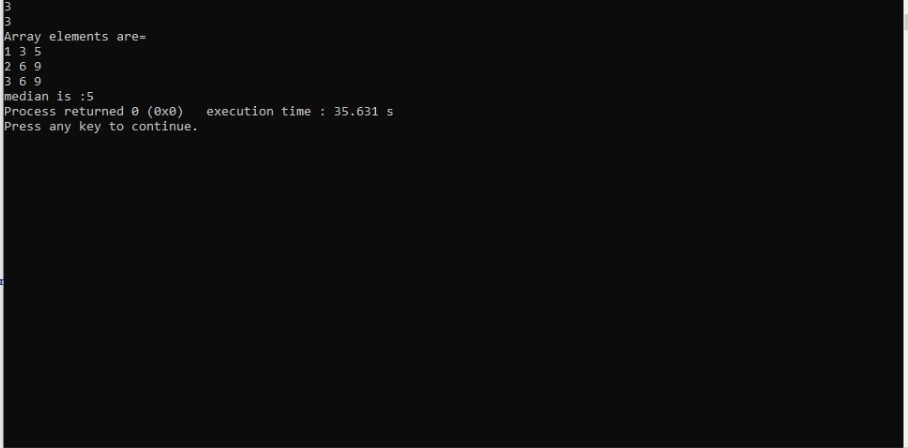 3
3
Array elements are=
1 3 5
2 6 9
3 6 9
median is :5
Process returned 0 (0x0)   execution time : 35.631 s
Press any key to continue.